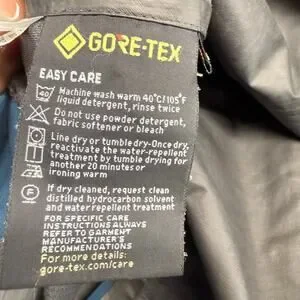 GORE-TEX
EASY CARE
40
Machine wash warm 40°C/105°F
liquid detergent, rinse twice
Do not use powder detergent,
fabric softener or bleach
Line dry or tumble dry-Once dry,
reactivate the water-repellent
treatment by tumble drying for
another 20 minutes or
ironing warm
F
If dry cleaned, request clean
distilled hydrocarbon solvent
and water repellent treatment
FOR SPECIFIC CARE
INSTRUCTIONS ALWAYS
REFER TO GARMENT
MANUFACTURER'S
RECOMMENDATIONS
For more details:
gore-tex.com/care